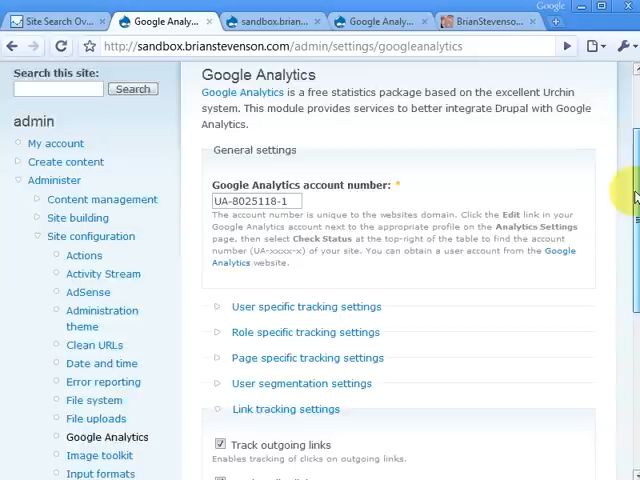 Google
Site Search Ov...
Google Analy...
sandbox.brian...
Google Analy...
BrianStevenson...
http://sandbox.brianstevenson.com/admin/settings/googleanalytics
Search this site:
Search
admin
My account
Create content
Administer
Content management
Site building
Site configuration
Actions
Activity Stream
AdSense
Administration
theme
Clean URLs
Date and time
Error reporting
File system
File uploads
Google Analytics
Image toolkit
Input formats
Google Analytics
Google Analytics is a free statistics package based on the excellent Urchin
system. This module provides services to better integrate Drupal with Google
Analytics.
General settings
Google Analytics account number: *
UA-8025118-1
The account number is unique to the websites domain. Click the Edit link in your
Google Analytics account next to the appropriate profile on the Analytics Settings
page, then select Check Status at the top-right of the table to find the account
number (UA-xxxx-x) of your site. You can obtain a user account from the Google
Analytics website.
User specific tracking settings
Role specific tracking settings
Page specific tracking settings
User segmentation settings
Link tracking settings
Track outgoing links
Enables tracking of clicks on outgoing links.